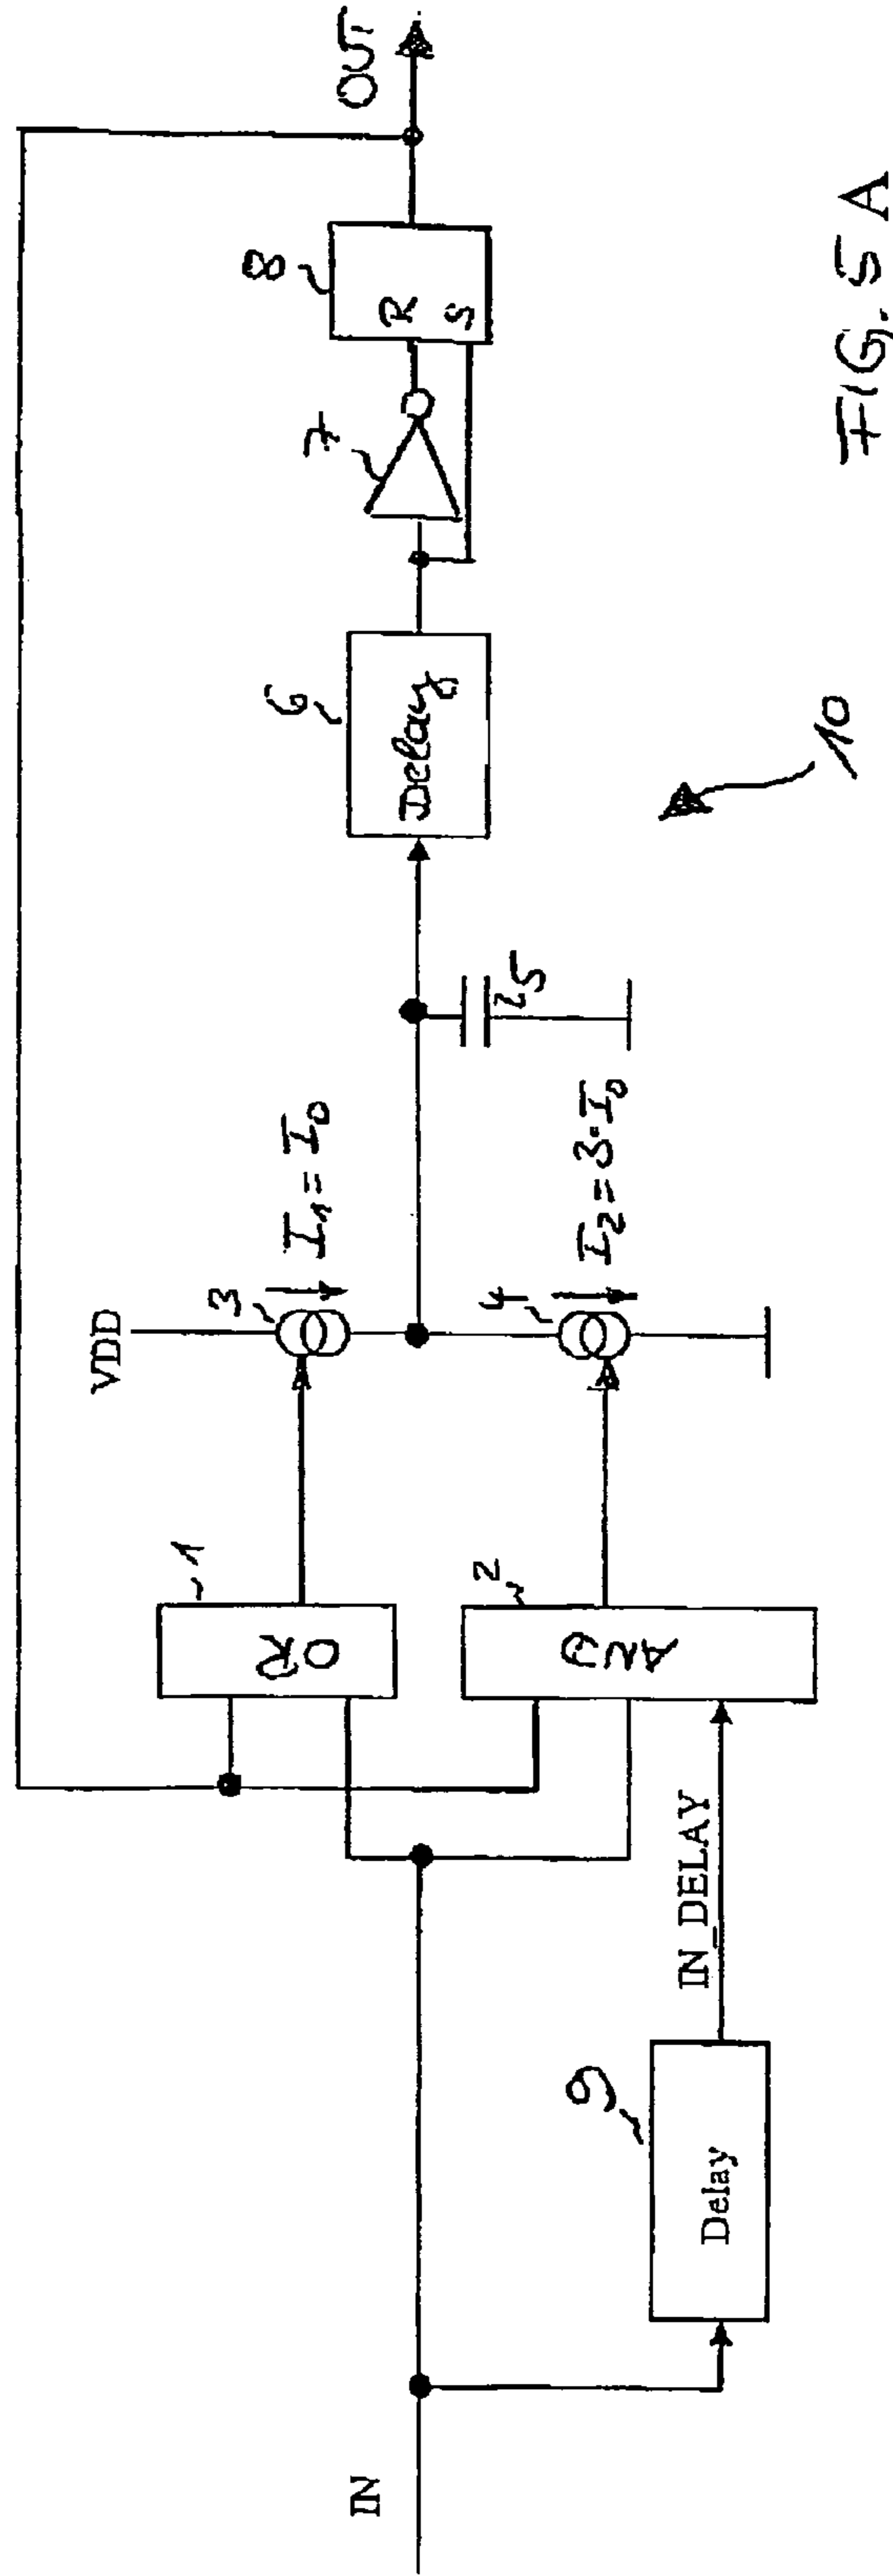 IN
9
Delay
IN_DELAY
1
OR
2
AND
VDD
3
I₁ = I₀
4
I₂ = 3·I₀
5
6
Delay
7
8
R
S
OUT
10
FIG. 5 A